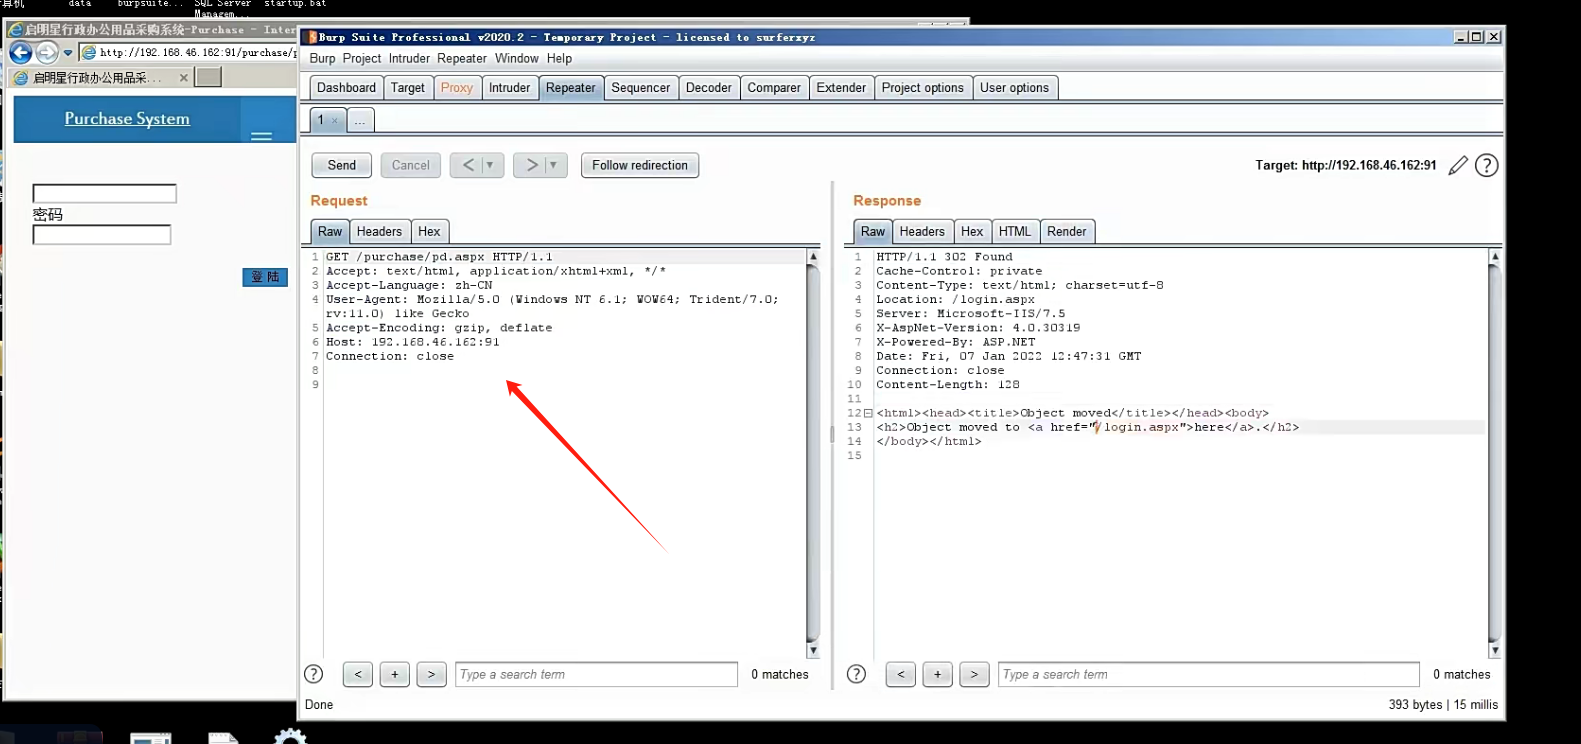 算机
data
burpsuite...
SQL Server
Managem...
startup.bat
启明星行政办公用品采购系统-Purchase - Inter
http://192.168.46.162:91/purchase/p
启明星行政办公用品采... ×
Purchase System
密码
登 陆
Burp Suite Professional v2020.2 - Temporary Project - licensed to surferxyz
Burp Project Intruder Repeater Window Help
Dashboard Target Proxy Intruder Repeater Sequencer Decoder Comparer Extender Project options User options
1 × ...
Send Cancel < ▼ > ▼ Follow redirection
Target: http://192.168.46.162:91 ?
Request
Raw Headers Hex
1 GET /purchase/pd.aspx HTTP/1.1
2 Accept: text/html, application/xhtml+xml, */*
3 Accept-Language: zh-CN
4 User-Agent: Mozilla/5.0 (Windows NT 6.1; WOW64; Trident/7.0;
rv:11.0) like Gecko
5 Accept-Encoding: gzip, deflate
6 Host: 192.168.46.162:91
7 Connection: close
8
9
? < + > Type a search term 0 matches
Response
Raw Headers Hex HTML Render
1 HTTP/1.1 302 Found
2 Cache-Control: private
3 Content-Type: text/html; charset=utf-8
4 Location: /login.aspx
5 Server: Microsoft-IIS/7.5
6 X-AspNet-Version: 4.0.30319
7 X-Powered-By: ASP.NET
8 Date: Fri, 07 Jan 2022 12:47:31 GMT
9 Connection: close
10 Content-Length: 128
11
12 <html><head><title>Object moved</title></head><body>
13 <h2>Object moved to <a href="/login.aspx">here</a>.</h2>
14 </body></html>
15
? < + > Type a search term 0 matches
Done
393 bytes | 15 millis